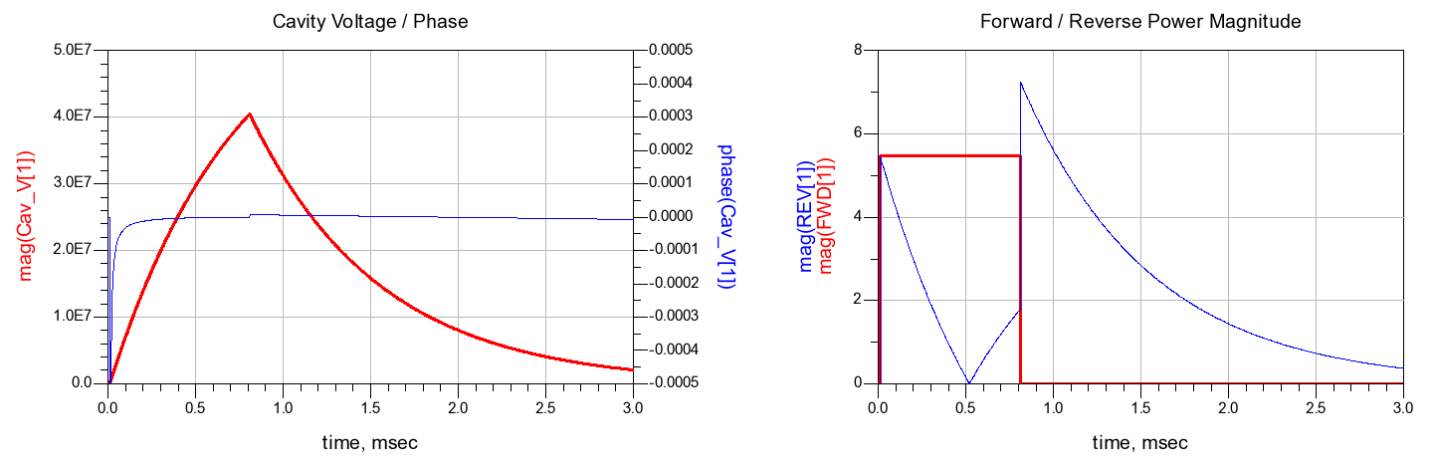 Cavity Voltage / Phase
5.0E7
4.0E7
3.0E7
2.0E7
1.0E7
0.0
mag(Cav_V[1])
0.0005
0.0004
0.0003
0.0002
0.0001
0.0000
-0.0001
-0.0002
-0.0003
-0.0004
-0.0005
phase(Cav_V[1])
0.0 0.5 1.0 1.5 2.0 2.5 3.0
time, msec
Forward / Reverse Power Magnitude
8
6
4
2
0
mag(REV[1])
mag(FWD[1])
0.0 0.5 1.0 1.5 2.0 2.5 3.0
time, msec